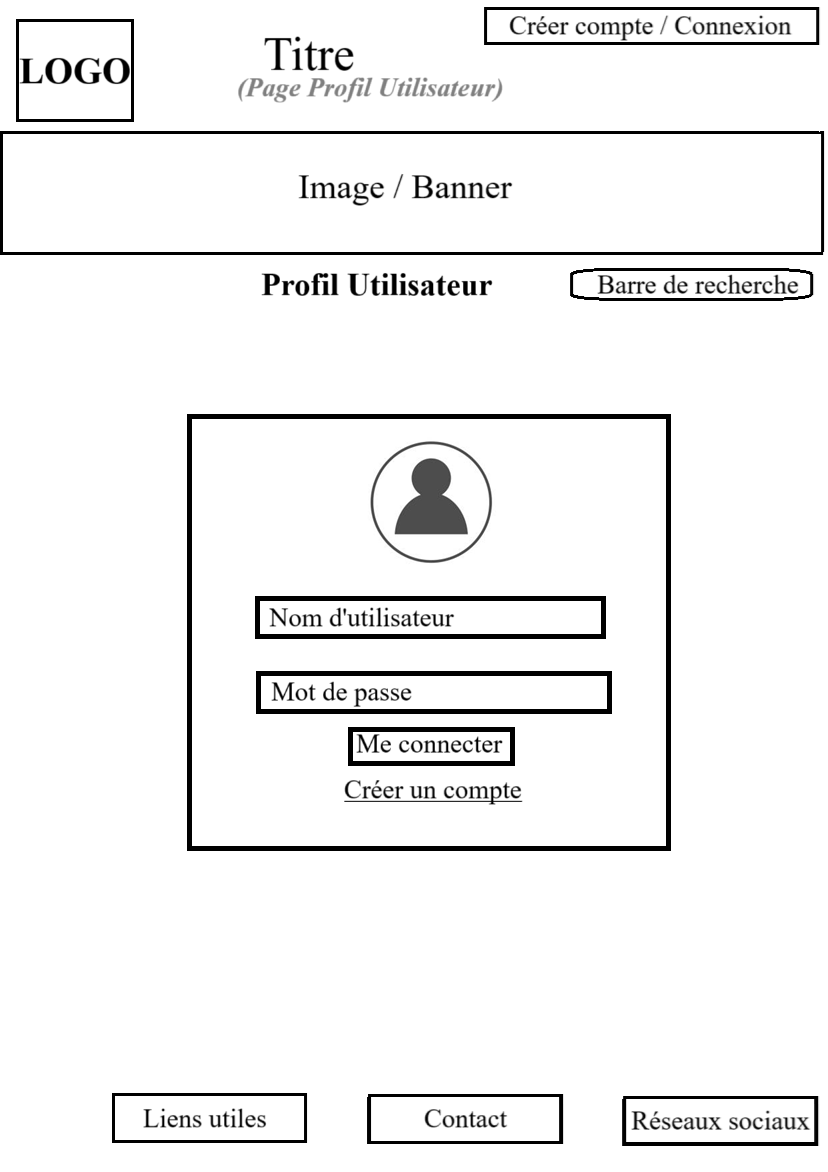 Créer compte / Connexion
LOGO
Titre
(Page Profil Utilisateur)
Image / Banner
Profil Utilisateur
Barre de recherche
Nom d'utilisateur
Mot de passe
Me connecter
Créer un compte
Liens utiles
Contact
Réseaux sociaux